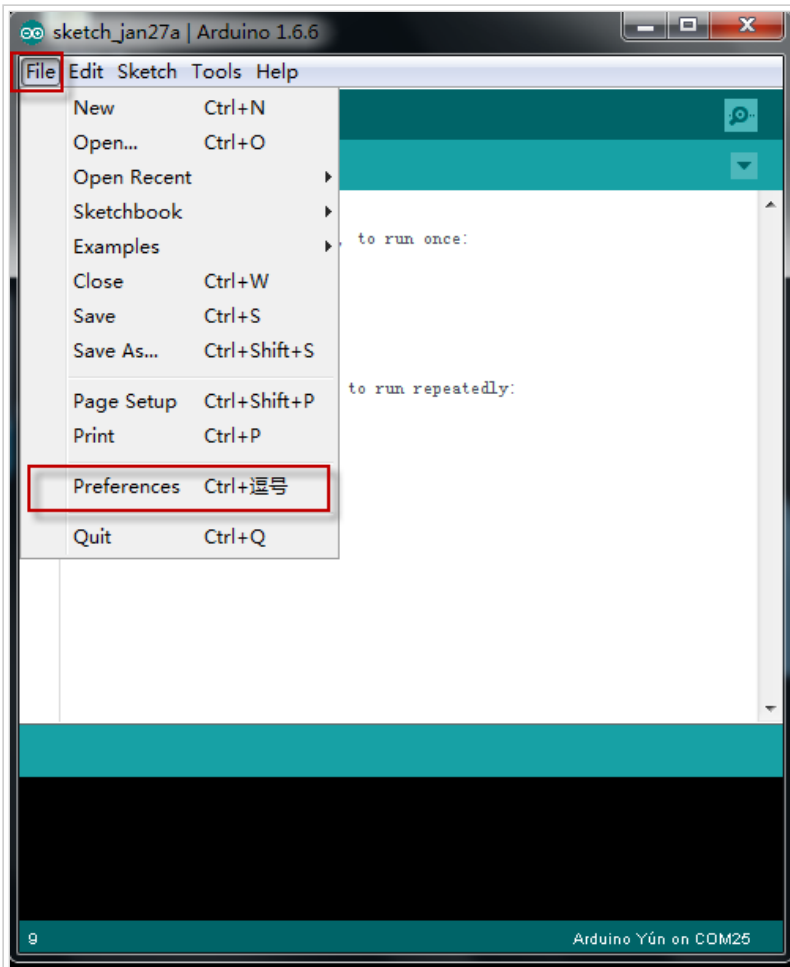 sketch_jan27a | Arduino 1.6.6
File Edit Sketch Tools Help
New Ctrl+N
Open... Ctrl+O
Open Recent
Sketchbook
Examples
Close Ctrl+W
Save Ctrl+S
Save As... Ctrl+Shift+S
Page Setup Ctrl+Shift+P
Print Ctrl+P
Preferences Ctrl+逗号
Quit Ctrl+Q
, to run once:
to run repeatedly:
9 Arduino Yún on COM25